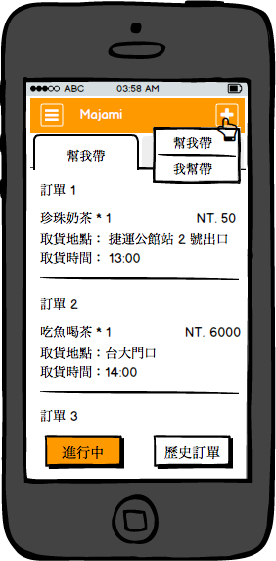 ABC 03:58 AM
Majami
幫我帶
我幫帶
幫我帶
訂單 1
珍珠奶茶 * 1 NT. 50
取貨地點： 捷運公館站 2 號出口
取貨時間： 13:00
訂單 2
吃魚喝茶 * 1 NT. 6000
取貨地點：台大門口
取貨時間：14:00
訂單 3
進行中 歷史訂單